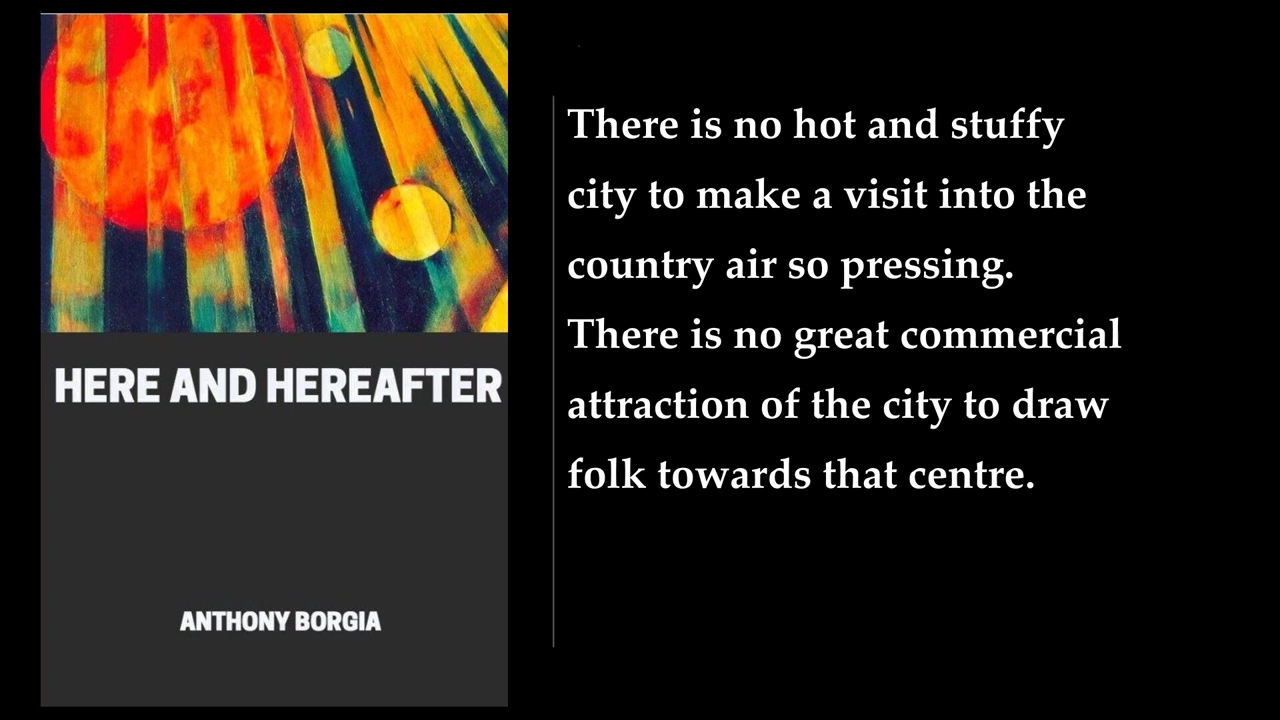 HERE AND HEREAFTER
ANTHONY BORGIA
There is no hot and stuffy
city to make a visit into the
country air so pressing.
There is no great commercial
attraction of the city to draw
folk towards that centre.